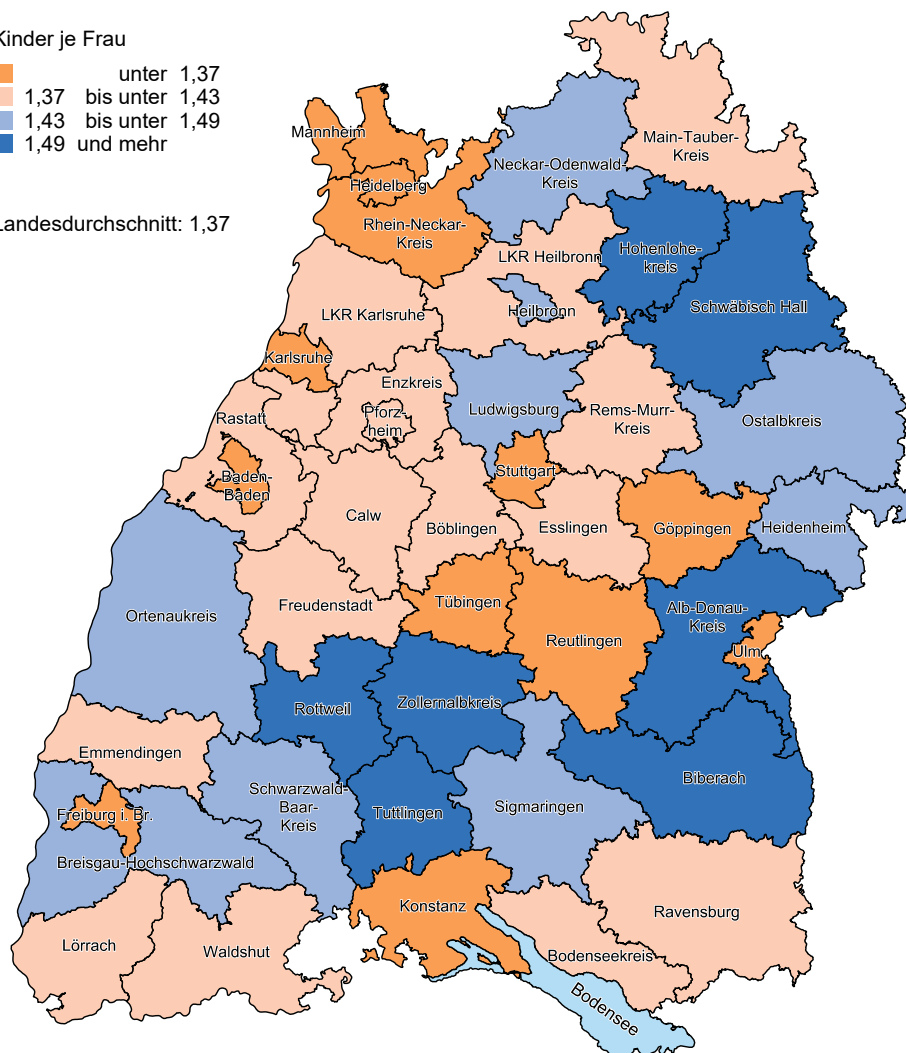 Kinder je Frau
unter 1,37
1,37 bis unter 1,43
1,43 bis unter 1,49
1,49 und mehr
Landesdurchschnitt: 1,37
Mannheim
Main-Tauber-
Kreis
Neckar-Odenwald-
Kreis
Heidelberg
Rhein-Neckar-
Kreis
LKR Heilbronn
Hohenlohe-
kreis
Schwäbisch Hall
LKR Karlsruhe
Heilbronn
Karlsruhe
Enzkreis
Pforz-
heim
Ludwigsburg
Rems-Murr-
Kreis
Ostalbkreis
Rastatt
Baden-
Baden
Stuttgart
Calw
Böblingen
Esslingen
Göppingen
Heidenheim
Ortenaukreis
Freudenstadt
Tübingen
Reutlingen
Alb-Donau-
Kreis
Ulm
Rottweil
Zollernalbkreis
Emmendingen
Schwarzwald-
Baar-
Kreis
Tuttlingen
Sigmaringen
Biberach
Freiburg i. Br.
Breisgau-Hochschwarzwald
Konstanz
Ravensburg
Lörrach
Waldshut
Bodenseekreis
Bodensee